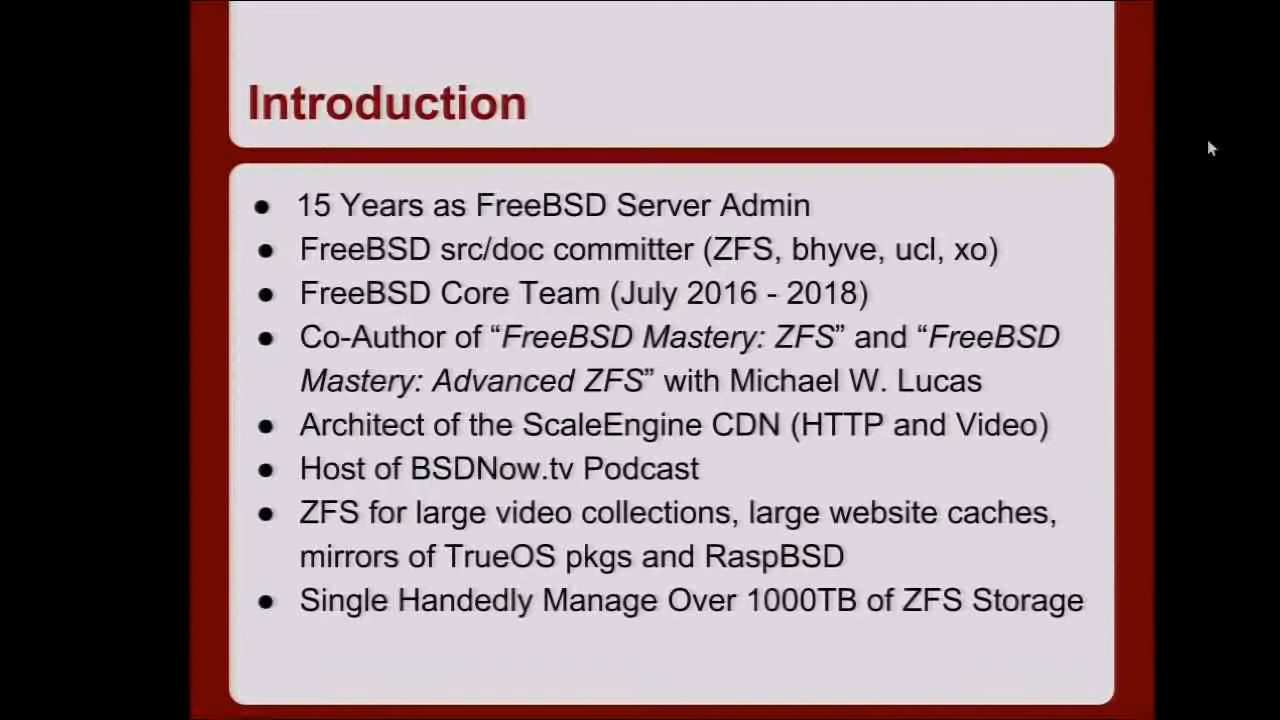 Introduction
● 15 Years as FreeBSD Server Admin
● FreeBSD src/doc committer (ZFS, bhyve, ucl, xo)
● FreeBSD Core Team (July 2016 - 2018)
● Co-Author of “FreeBSD Mastery: ZFS” and “FreeBSD
Mastery: Advanced ZFS” with Michael W. Lucas
● Architect of the ScaleEngine CDN (HTTP and Video)
● Host of BSDNow.tv Podcast
● ZFS for large video collections, large website caches,
mirrors of TrueOS pkgs and RaspBSD
● Single Handedly Manage Over 1000TB of ZFS Storage